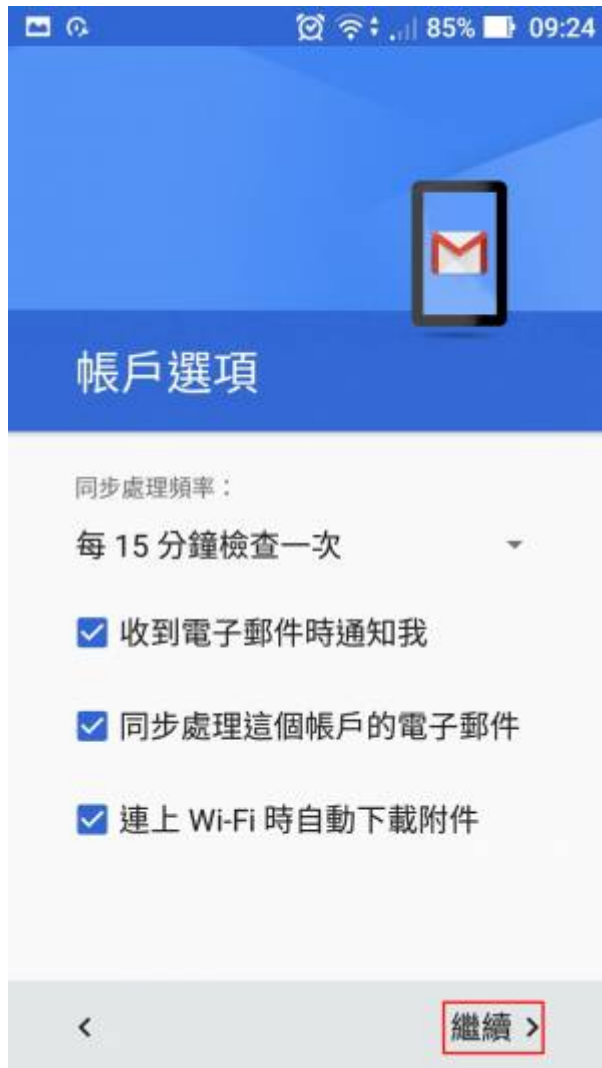 85% 09:24
帳戶選項
同步處理頻率：
每 15 分鐘檢查一次
收到電子郵件時通知我
同步處理這個帳戶的電子郵件
連上 Wi-Fi 時自動下載附件
繼續